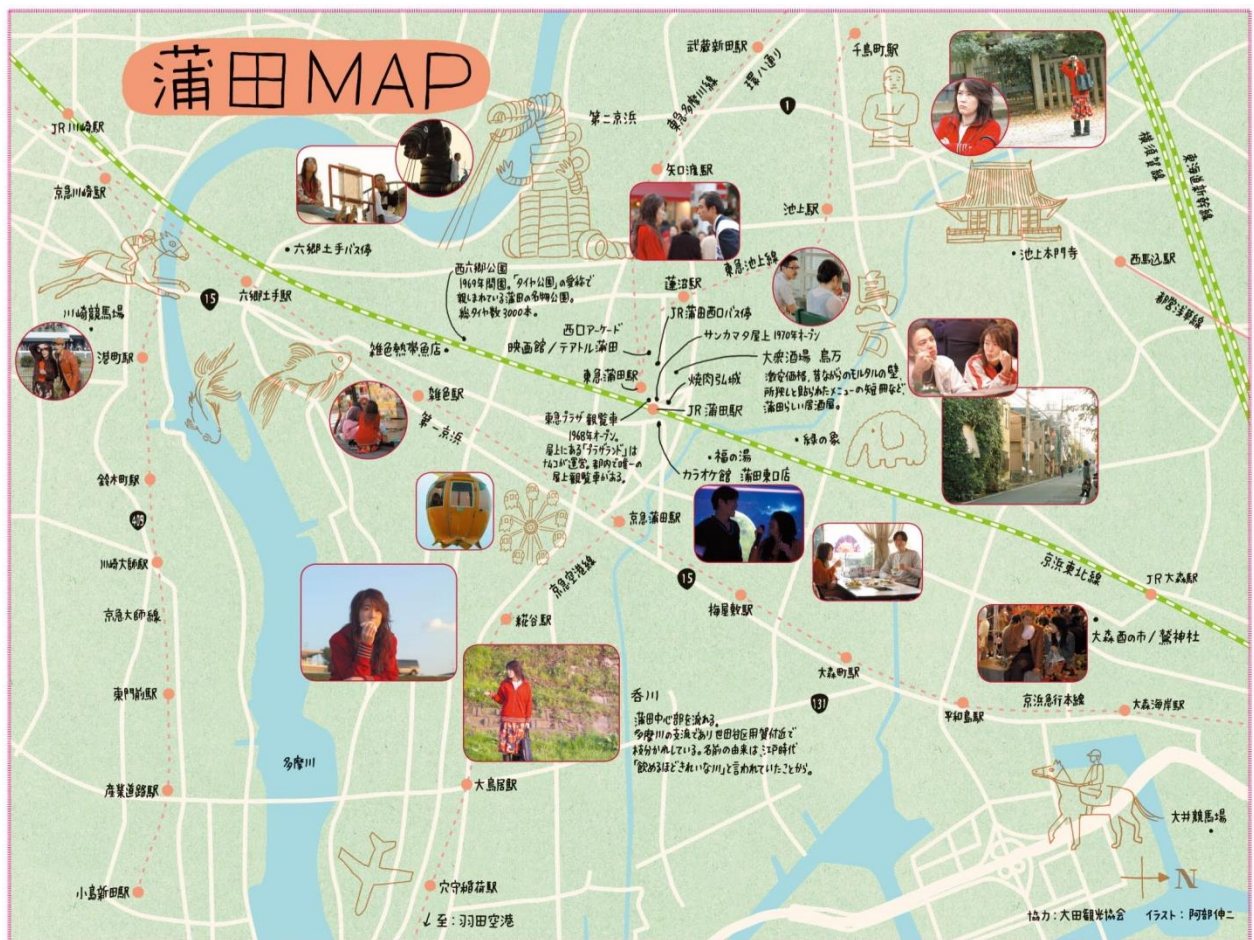 蒲田MAP
武蔵新田駅
千鳥町駅
環八通り
東急多摩川線
第二京浜
1
JR川崎駅
京急川崎駅
矢口渡駅
池上駅
横須賀線
東海道新幹線
池上本門寺
西馬込駅
都営浅草線
六郷土手バス停
六郷土手駅
15
川崎競馬場
港町駅
西六郷公園
1969年開園。「タイヤ公園」の愛称で
親しまれている蒲田の名物公園。
総タイヤ数3000本。
東急池上線
蓮沼駅
JR蒲田西口バス停
サンカマタ屋上 1970年オープン
西口アーケード
映画館/テアトル蒲田
雑色熱帯魚店
東急蒲田駅
焼肉弘城
JR蒲田駅
大衆酒場 鳥万
激安価格、昔ながらのモルタルの壁、
所狭しと貼られたメニューの短冊など、
蒲田らしい居酒屋。
鳥万
雑色駅
第一京浜
東急プラザ 観覧車
1968年オープン。
屋上にある「プラザランド」は
ナムコが運営。都内で唯一の
屋上観覧車がある。
緑の象
福の湯
カラオケ館 蒲田東口店
鈴木町駅
409
川崎大師駅
京急大師線
東門前駅
産業道路駅
小島新田駅
多摩川
京急蒲田駅
京急空港線
糀谷駅
15
梅屋敷駅
京浜東北線
JR大森駅
大森酉の市/鷲神社
大森町駅
131
平和島駅
京浜急行本線
大森海岸駅
呑川
蒲田中心部を流れる。
多摩川の支流であり世田谷区用賀付近で
枝分かれしている。名前の由来は、江戸時代
「飲めるほどきれいな川」と言われていたことから。
大鳥居駅
穴守稲荷駅
↙至:羽田空港
大井競馬場
N
協力:大田観光協会 イラスト:阿部伸二